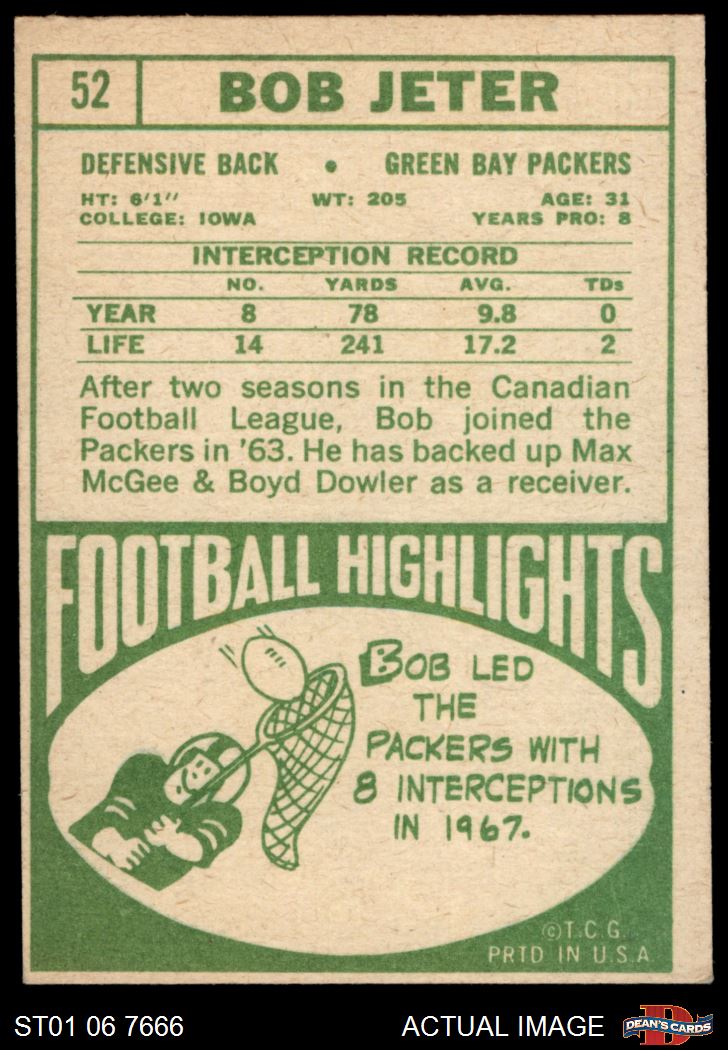 52 BOB JETER
DEFENSIVE BACK • GREEN BAY PACKERS
HT: 6'1" WT: 205 AGE: 31
COLLEGE: IOWA YEARS PRO: 8
INTERCEPTION RECORD
NO. YARDS AVG. TDs
YEAR 8 78 9.8 0
LIFE 14 241 17.2 2
After two seasons in the Canadian
Football League, Bob joined the
Packers in '63. He has backed up Max
McGee & Boyd Dowler as a receiver.
FOOTBALL HIGHLIGHTS
BOB LED
THE
PACKERS WITH
8 INTERCEPTIONS
IN 1967.
©T.C.G.
PRTD IN U.S.A.
ST01 06 7666 ACTUAL IMAGE D DEAN'S CARDS